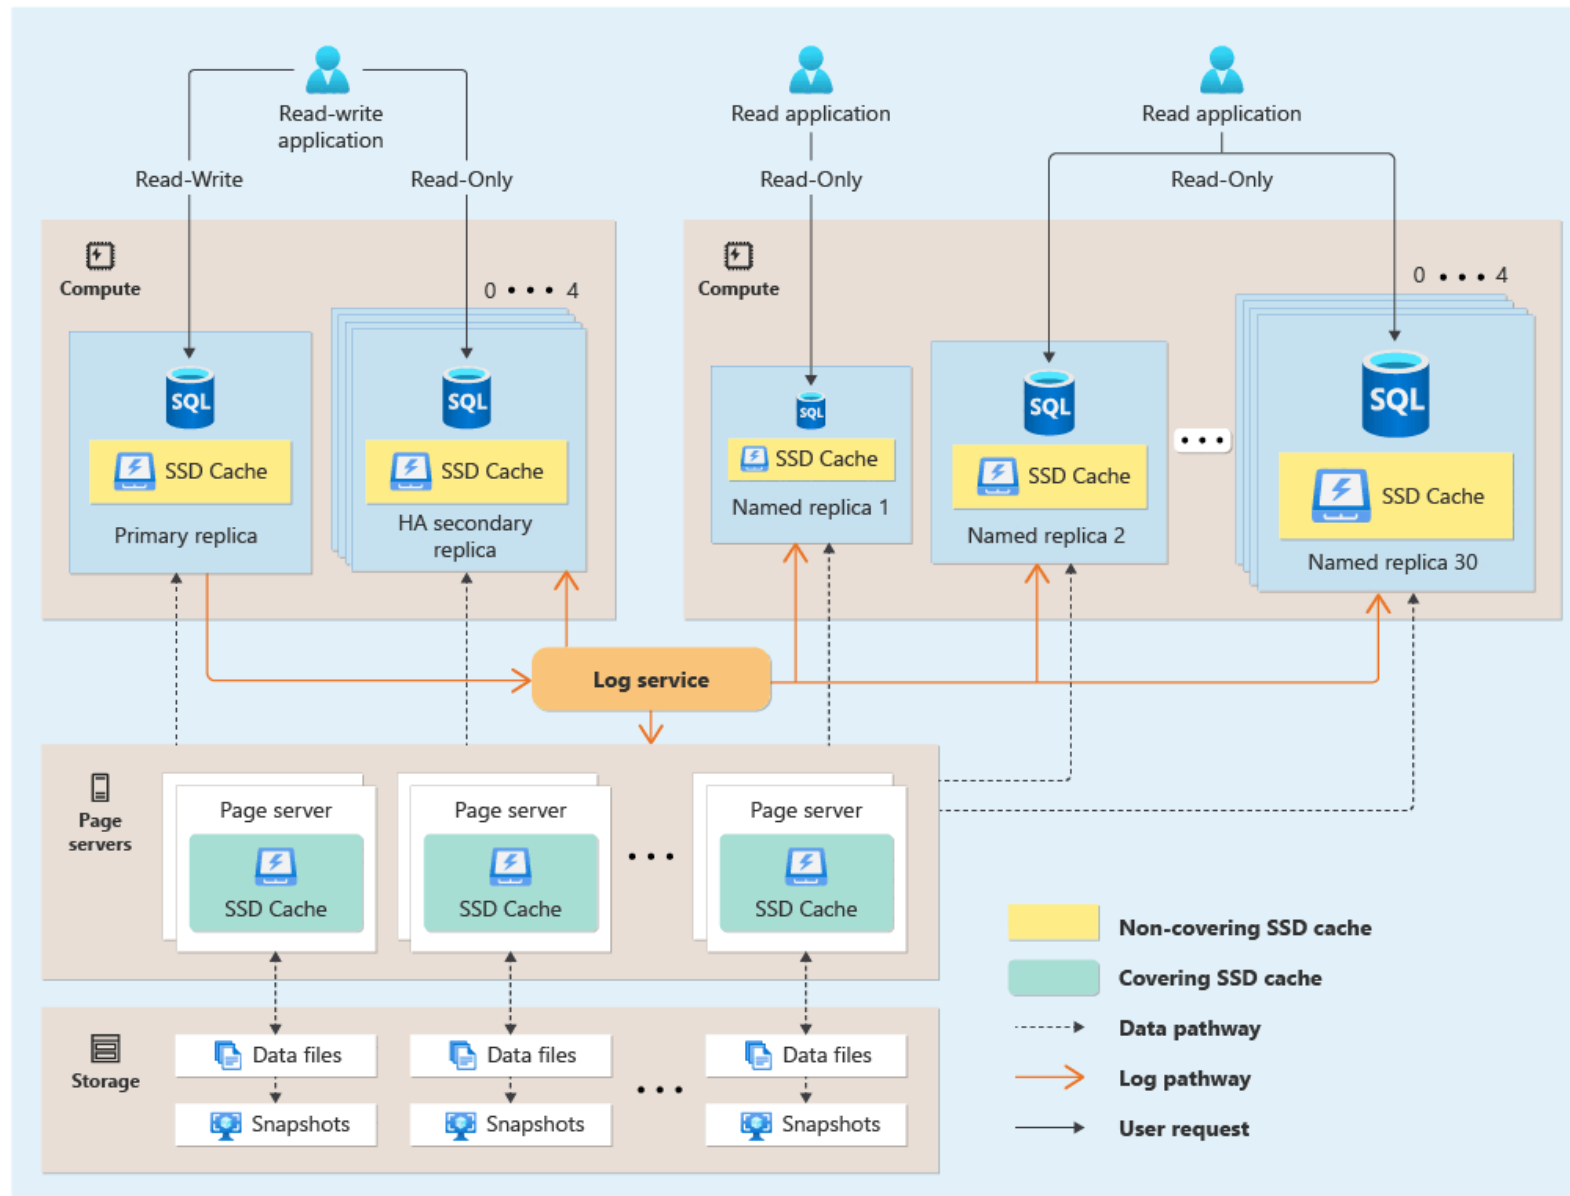 Read-write
application
Read application
Read application
Read-Write
Read-Only
Read-Only
Read-Only
Compute
0 • • • 4
SQL
SSD Cache
Primary replica
SQL
SSD Cache
HA secondary
replica
Compute
0 • • • 4
SQL
SSD Cache
Named replica 1
SQL
SSD Cache
Named replica 2
• • •
SQL
SSD Cache
Named replica 30
Log service
Page
servers
Page server
SSD Cache
Page server
SSD Cache
• • •
Page server
SSD Cache
Storage
Data files
Snapshots
Data files
Snapshots
• • •
Data files
Snapshots
Non-covering SSD cache
Covering SSD cache
Data pathway
Log pathway
User request